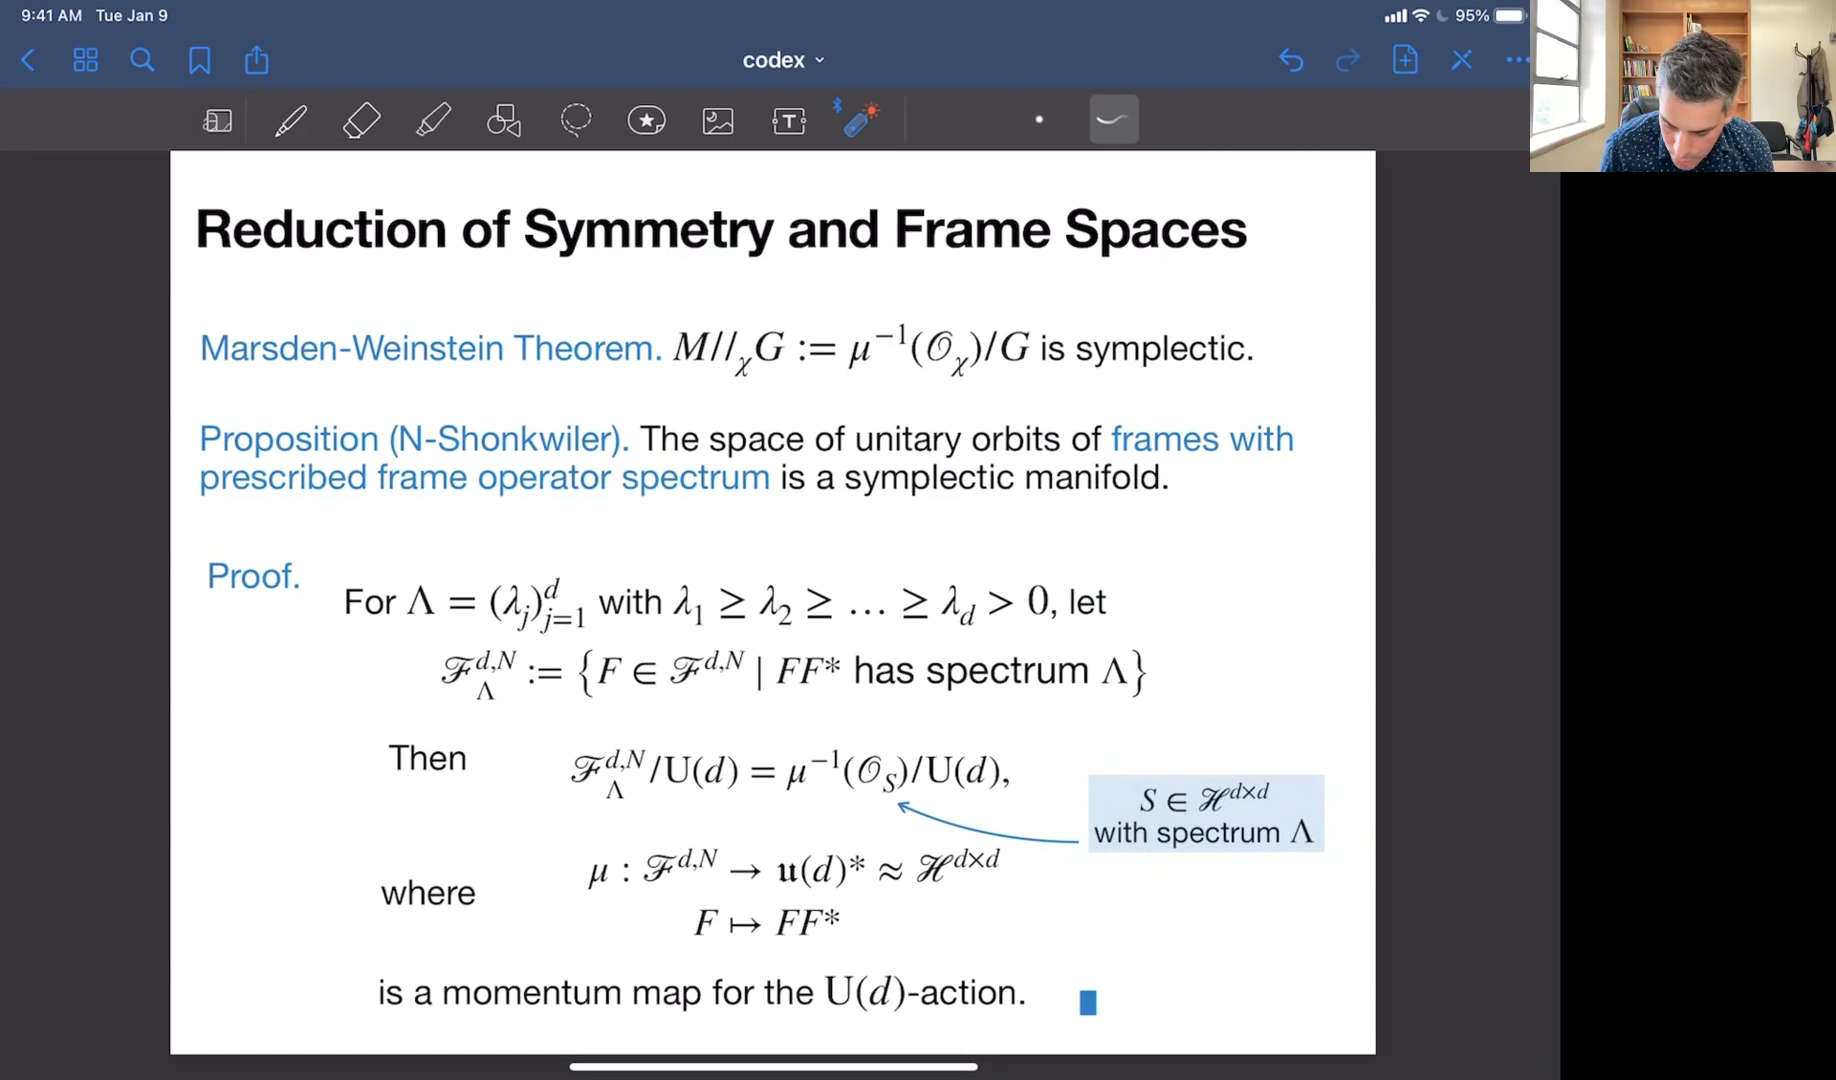 9:41 AM Tue Jan 9
95%
codex
T
Reduction of Symmetry and Frame Spaces
Marsden-Weinstein Theorem. M//_χ G := μ⁻¹(𝒪_χ)/G is symplectic.
Proposition (N-Shonkwiler). The space of unitary orbits of frames with
prescribed frame operator spectrum is a symplectic manifold.
Proof.
For Λ = (λ_j)_{j=1}^d with λ₁ ≥ λ₂ ≥ … ≥ λ_d > 0, let
ℱ_Λ^{d,N} := {F ∈ ℱ^{d,N} | FF* has spectrum Λ}
Then ℱ_Λ^{d,N}/U(d) = μ⁻¹(𝒪_S)/U(d),
S ∈ ℋ^{d×d}
with spectrum Λ
where μ : ℱ^{d,N} → 𝔲(d)* ≈ ℋ^{d×d}
F ↦ FF*
is a momentum map for the U(d)-action.